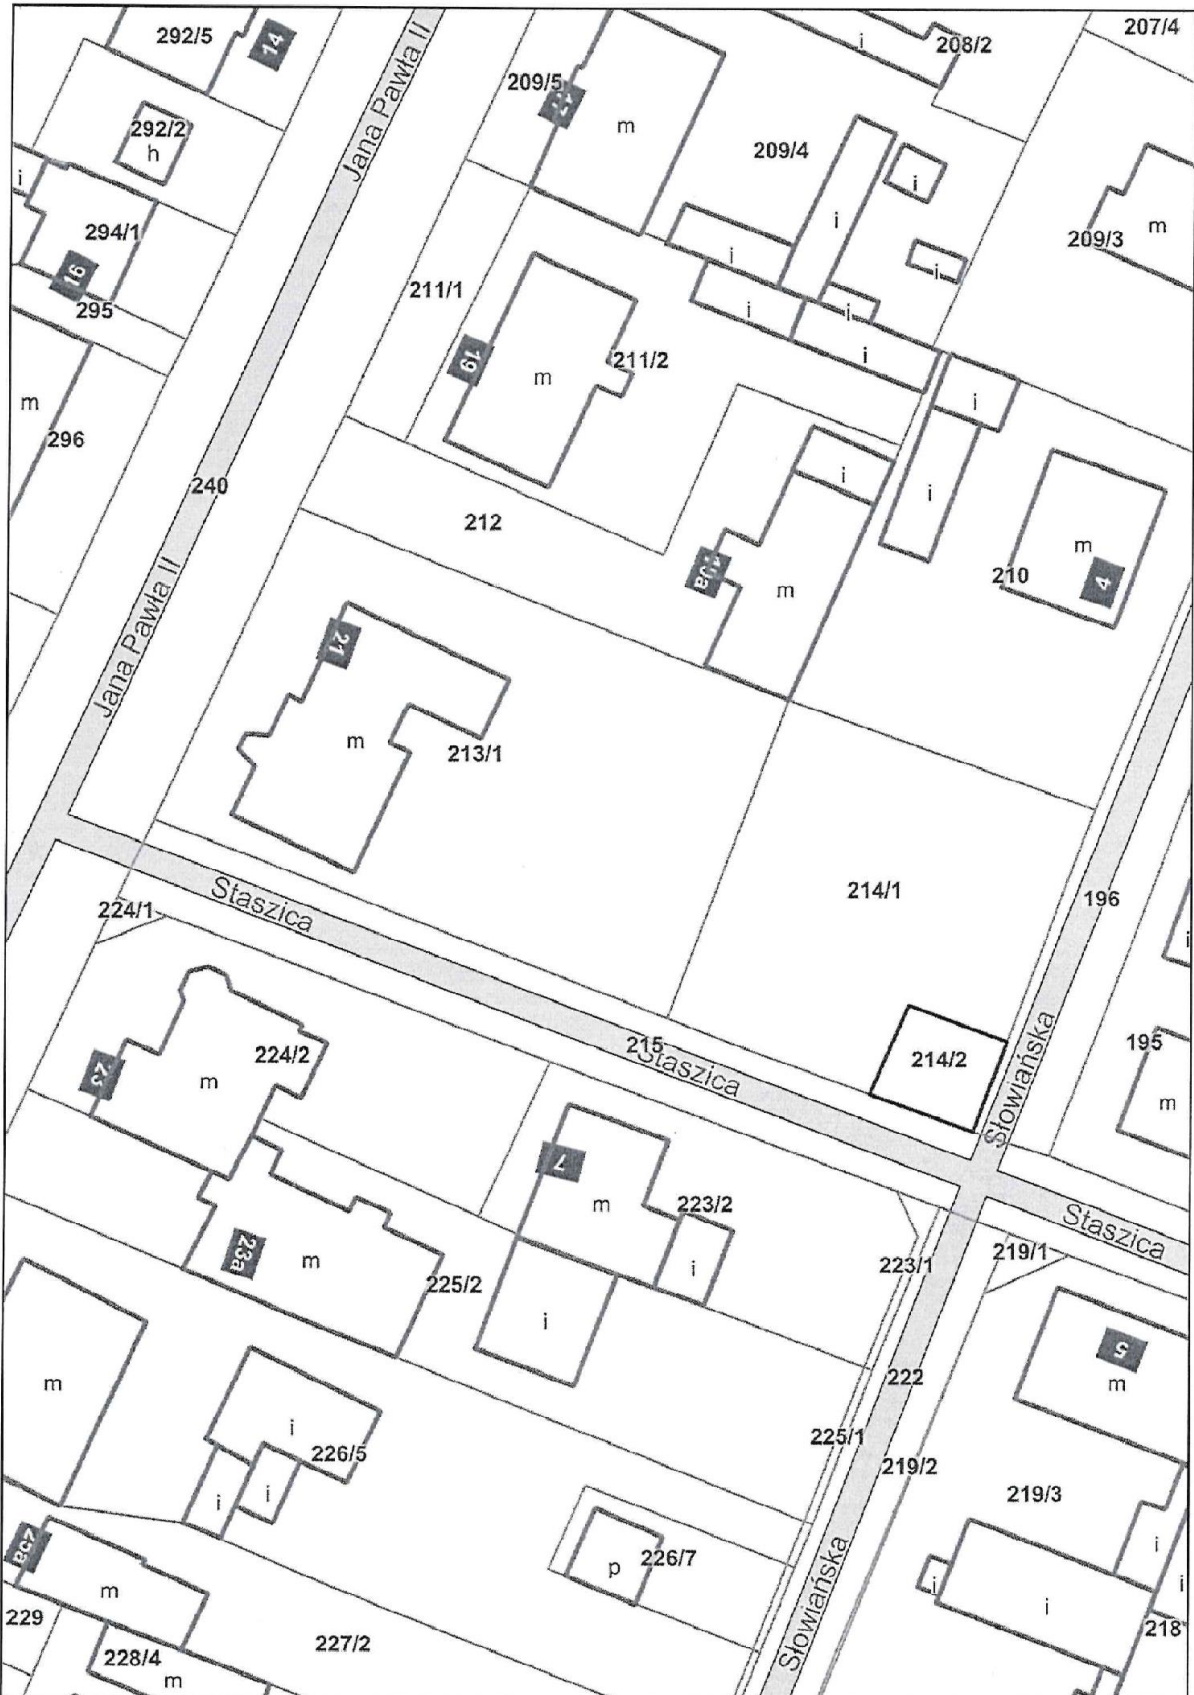 292/5
14
Jana Pawła II
209/5
m
i
208/2
207/4
292/2
h
209/4
i
i
i
294/1
i
209/3
m
16
i
i
295
211/1
i
i
19
211/2
i
m
m
i
296
i
240
i
212
m
m
210
4
Jana Pawła II
21
m
213/1
214/1
196
Staszica
224/1
i
215
Staszica
214/2
Słowiańska
195
224/2
23
m
m
7
m
223/2
Staszica
23a
m
219/1
223/1
i
225/2
i
5
m
222
m
i
225/1
226/5
219/2
219/3
i
i
i
25a
p
226/7
i
i
m
i
229
Słowiańska
227/2
218
228/4
m